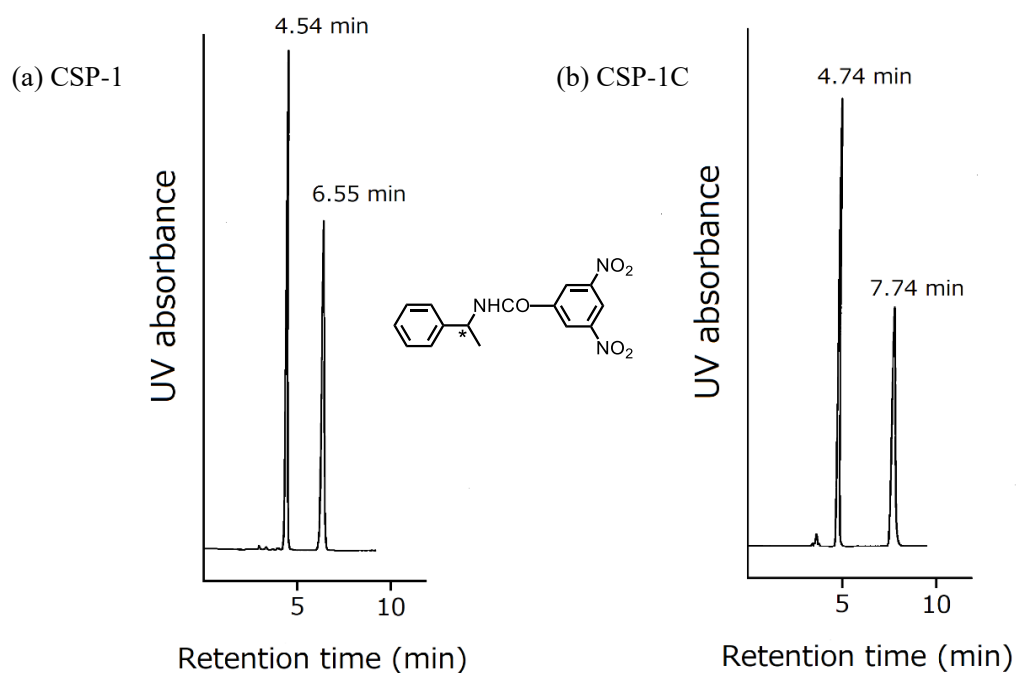 (a) CSP-1
4.54 min
6.55 min
UV absorbance
5
10
Retention time (min)
NHCO
*
NO2
NO2
(b) CSP-1C
4.74 min
7.74 min
UV absorbance
5
10
Retention time (min)